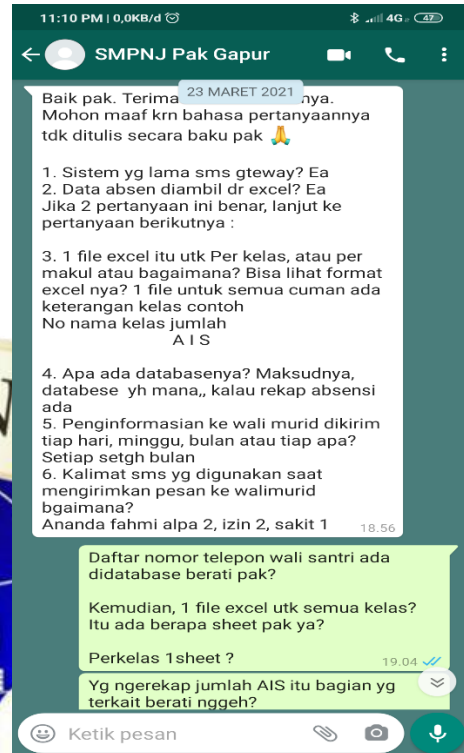 11:10 PM | 0,0KB/d
4G 47
SMPNJ Pak Gapur
23 MARET 2021
Baik pak. Terima nya.
Mohon maaf krn bahasa pertanyaannya
tdk ditulis secara baku pak 🙏
1. Sistem yg lama sms gteway? Ea
2. Data absen diambil dr excel? Ea
Jika 2 pertanyaan ini benar, lanjut ke
pertanyaan berikutnya :
3. 1 file excel itu utk Per kelas, atau per
makul atau bagaimana? Bisa lihat format
excel nya? 1 file untuk semua cuman ada
keterangan kelas contoh
No nama kelas jumlah
A I S
4. Apa ada databasenya? Maksudnya,
databese yh mana,, kalau rekap absensi
ada
5. Penginformasian ke wali murid dikirim
tiap hari, minggu, bulan atau tiap apa?
Setiap setgh bulan
6. Kalimat sms yg digunakan saat
mengirimkan pesan ke walimurid
bgaimana?
Ananda fahmi alpa 2, izin 2, sakit 1 18.56
Daftar nomor telepon wali santri ada
didatabase berati pak?
Kemudian, 1 file excel utk semua kelas?
Itu ada berapa sheet pak ya?
Perkelas 1sheet ? 19.04
Yg ngerekap jumlah AIS itu bagian yg
terkait berati nggeh?
Ketik pesan